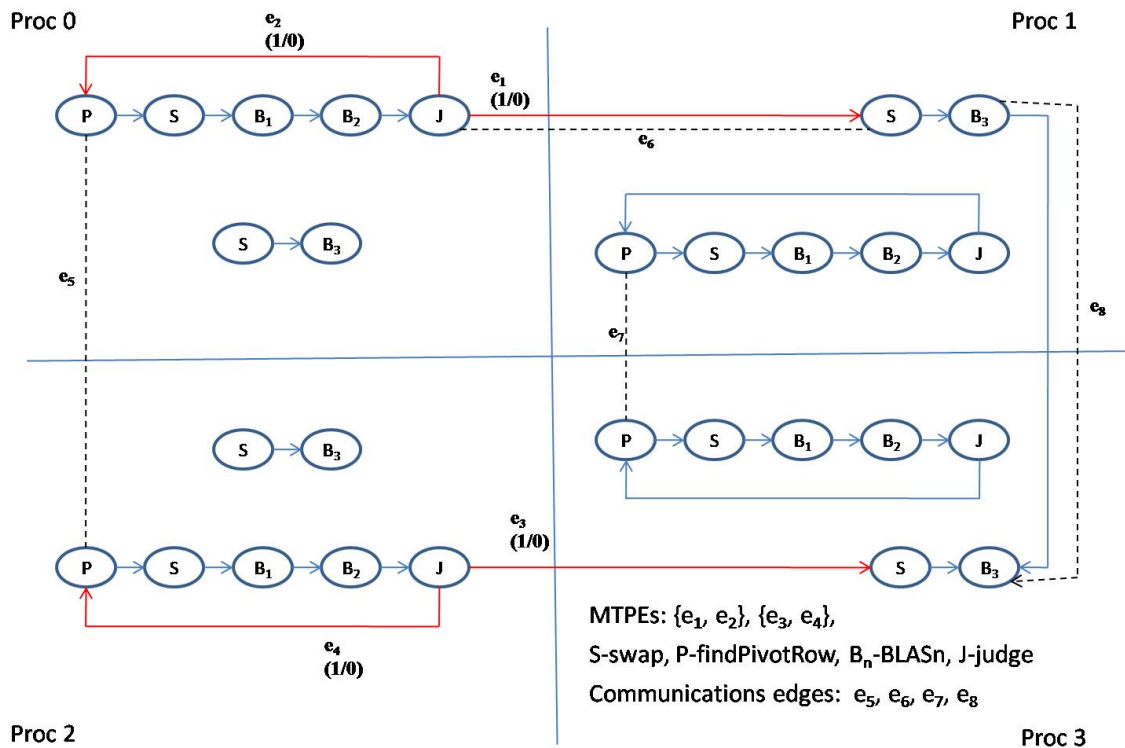 Proc 0
Proc 1
e2
(1/0)
e1
(1/0)
P S B1 B2 J
S B3
e6
S B3
P S B1 B2 J
e5
e7
e8
S B3
P S B1 B2 J
e3
(1/0)
P S B1 B2 J
S B3
e4
(1/0)
MTPEs: {e1, e2}, {e3, e4},
S-swap, P-findPivotRow, Bn-BLASn, J-judge
Communications edges: e5, e6, e7, e8
Proc 2
Proc 3